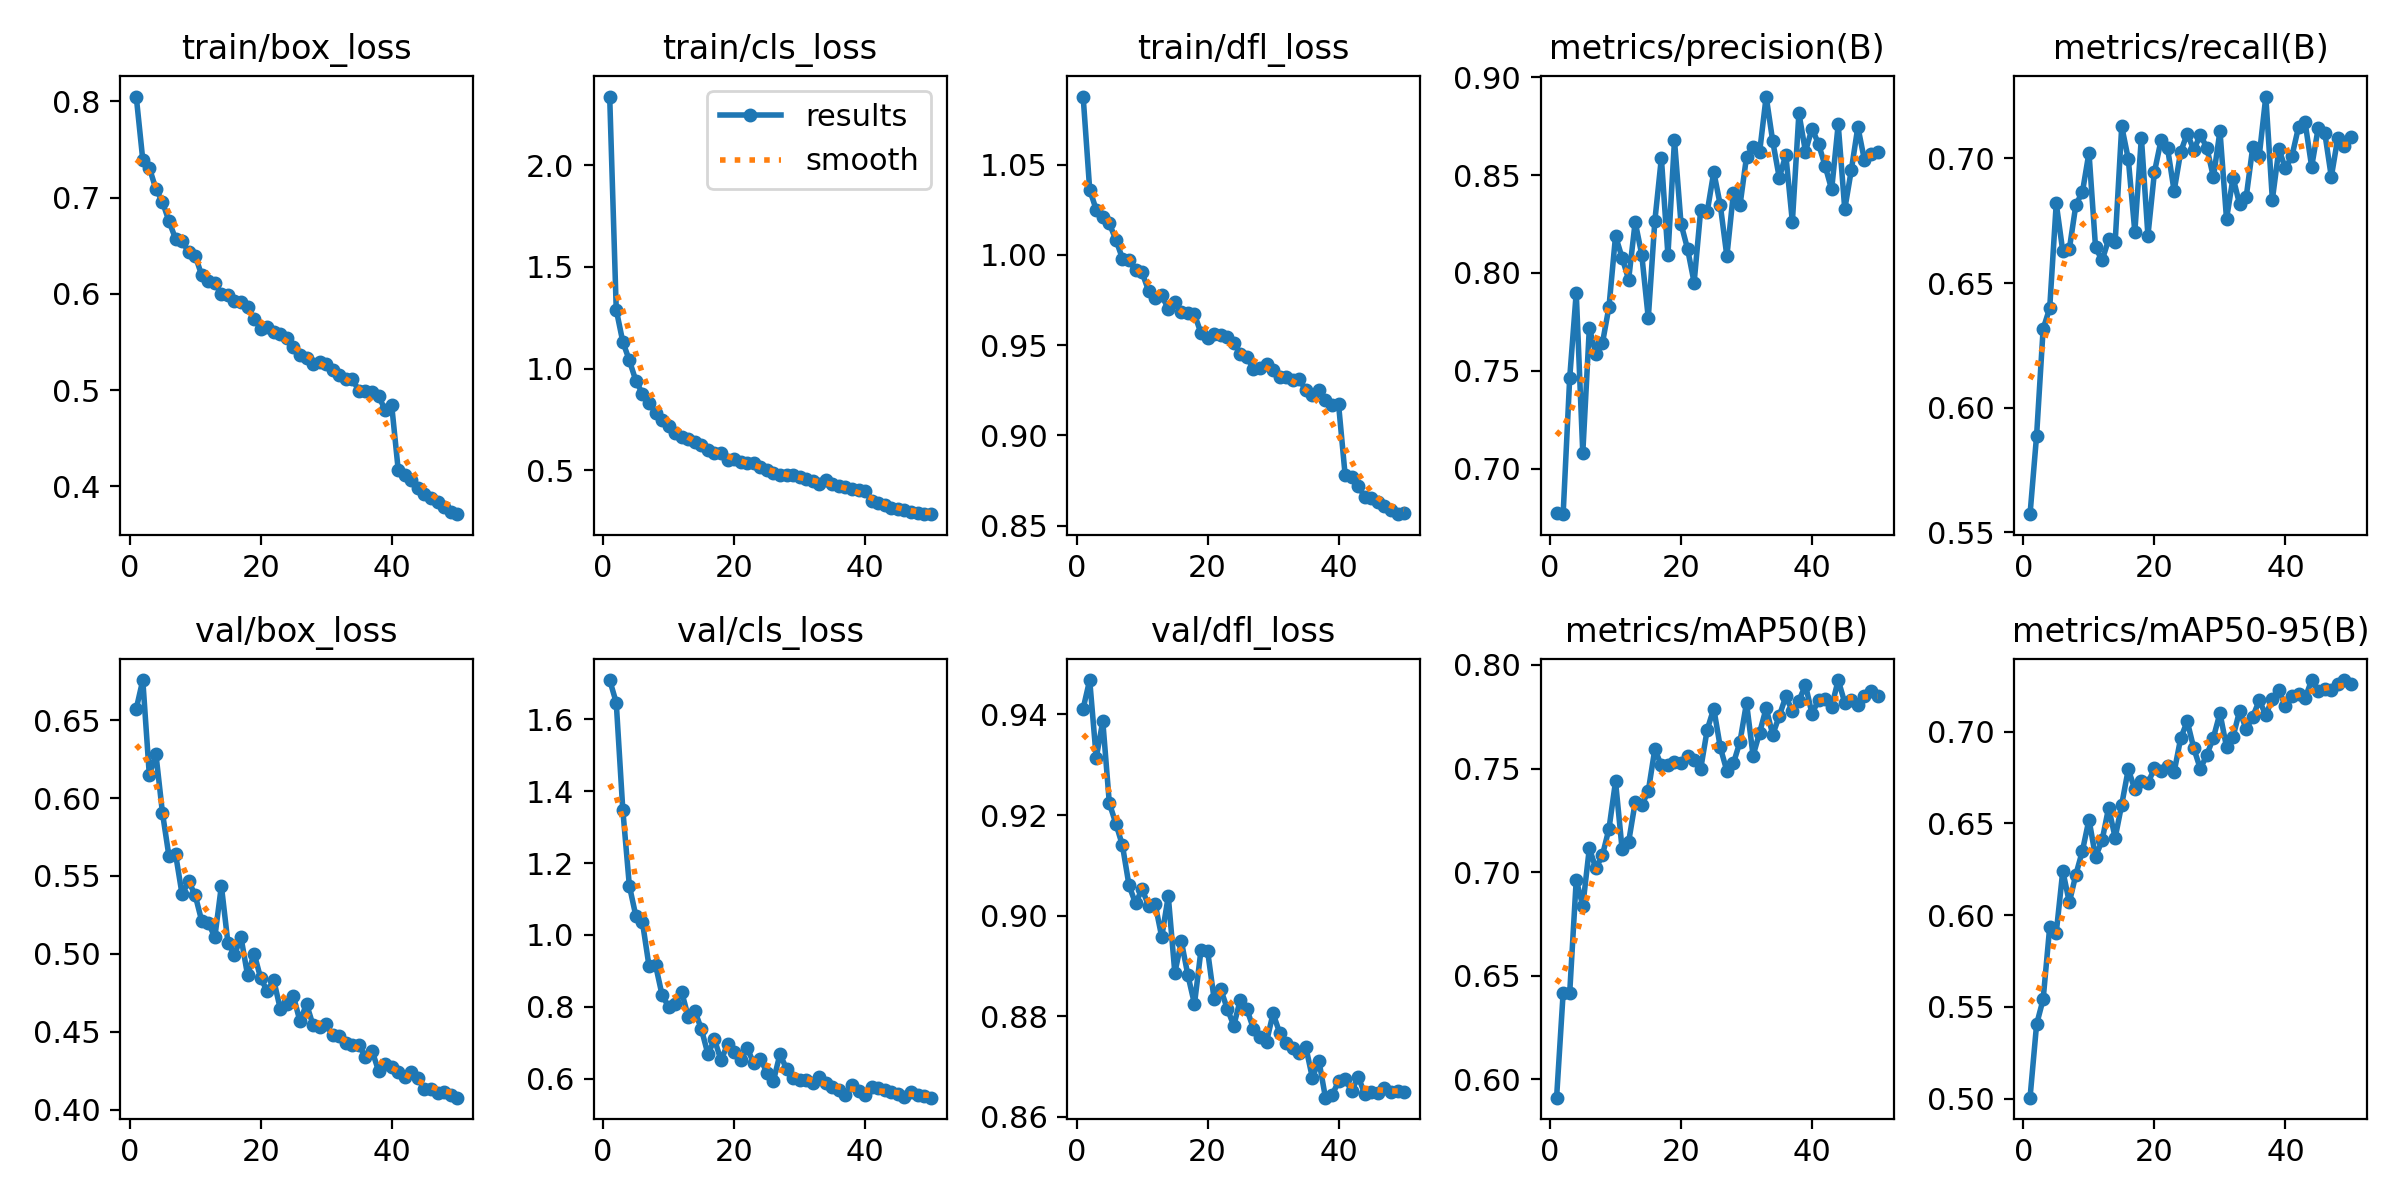 train/box_loss
0.8
0.7
0.6
0.5
0.4
0 20 40
train/cls_loss
results
smooth
2.0
1.5
1.0
0.5
0 20 40
train/dfl_loss
1.05
1.00
0.95
0.90
0.85
0 20 40
metrics/precision(B)
0.90
0.85
0.80
0.75
0.70
0 20 40
metrics/recall(B)
0.70
0.65
0.60
0.55
0 20 40
val/box_loss
0.65
0.60
0.55
0.50
0.45
0.40
0 20 40
val/cls_loss
1.6
1.4
1.2
1.0
0.8
0.6
0 20 40
val/dfl_loss
0.94
0.92
0.90
0.88
0.86
0 20 40
metrics/mAP50(B)
0.80
0.75
0.70
0.65
0.60
0 20 40
metrics/mAP50-95(B)
0.70
0.65
0.60
0.55
0.50
0 20 40